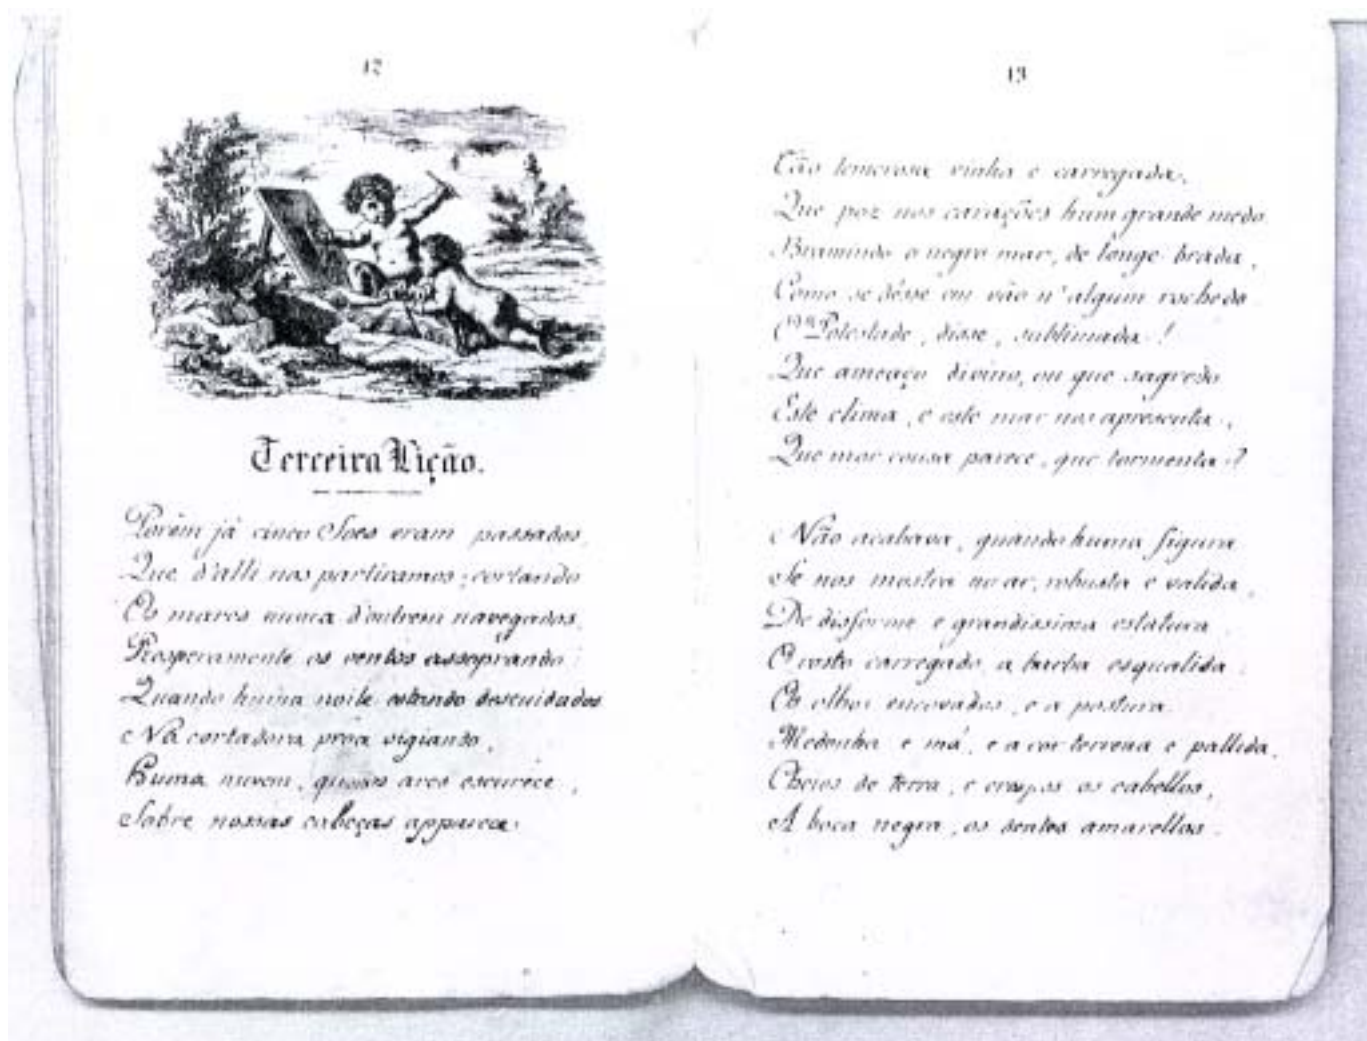 12
Terceira Lição.
Porêm já cinco Soes eram passados,
Que d'alli nos partiramos, cortando
Os mares nunca d'outrem navegados,
Prosperamente os ventos assoprando:
Quando huma noite estando descuidados
Na cortadora prôa vigiando,
Huma nuvem, que os ares escurece,
Sobre nossas cabeças apparece.
13
Tão temerosa vinha e carregada,
Que poz nos corações hum grande medo
Bramindo o negro mar, de longe brada,
Como se désse em vão n'algum rochedo
Potestade, disse, sublimada!
Que ameaço divino, ou que sagredo
Este clima, e este mar nos apresenta,
Que mor cousa parece, que tormenta?
Não acabava, quando huma figura
Se nos mostra no ar, robusta e valida,
De disforme e grandissima estatura
O rosto carregado, a barba esqualida:
Os olhos encovados, e a postura
Medonha e má, e a côr terrena e pallida,
Cheios de terra, e crespos os cabellos,
A boca negra, os dentes amarellos.